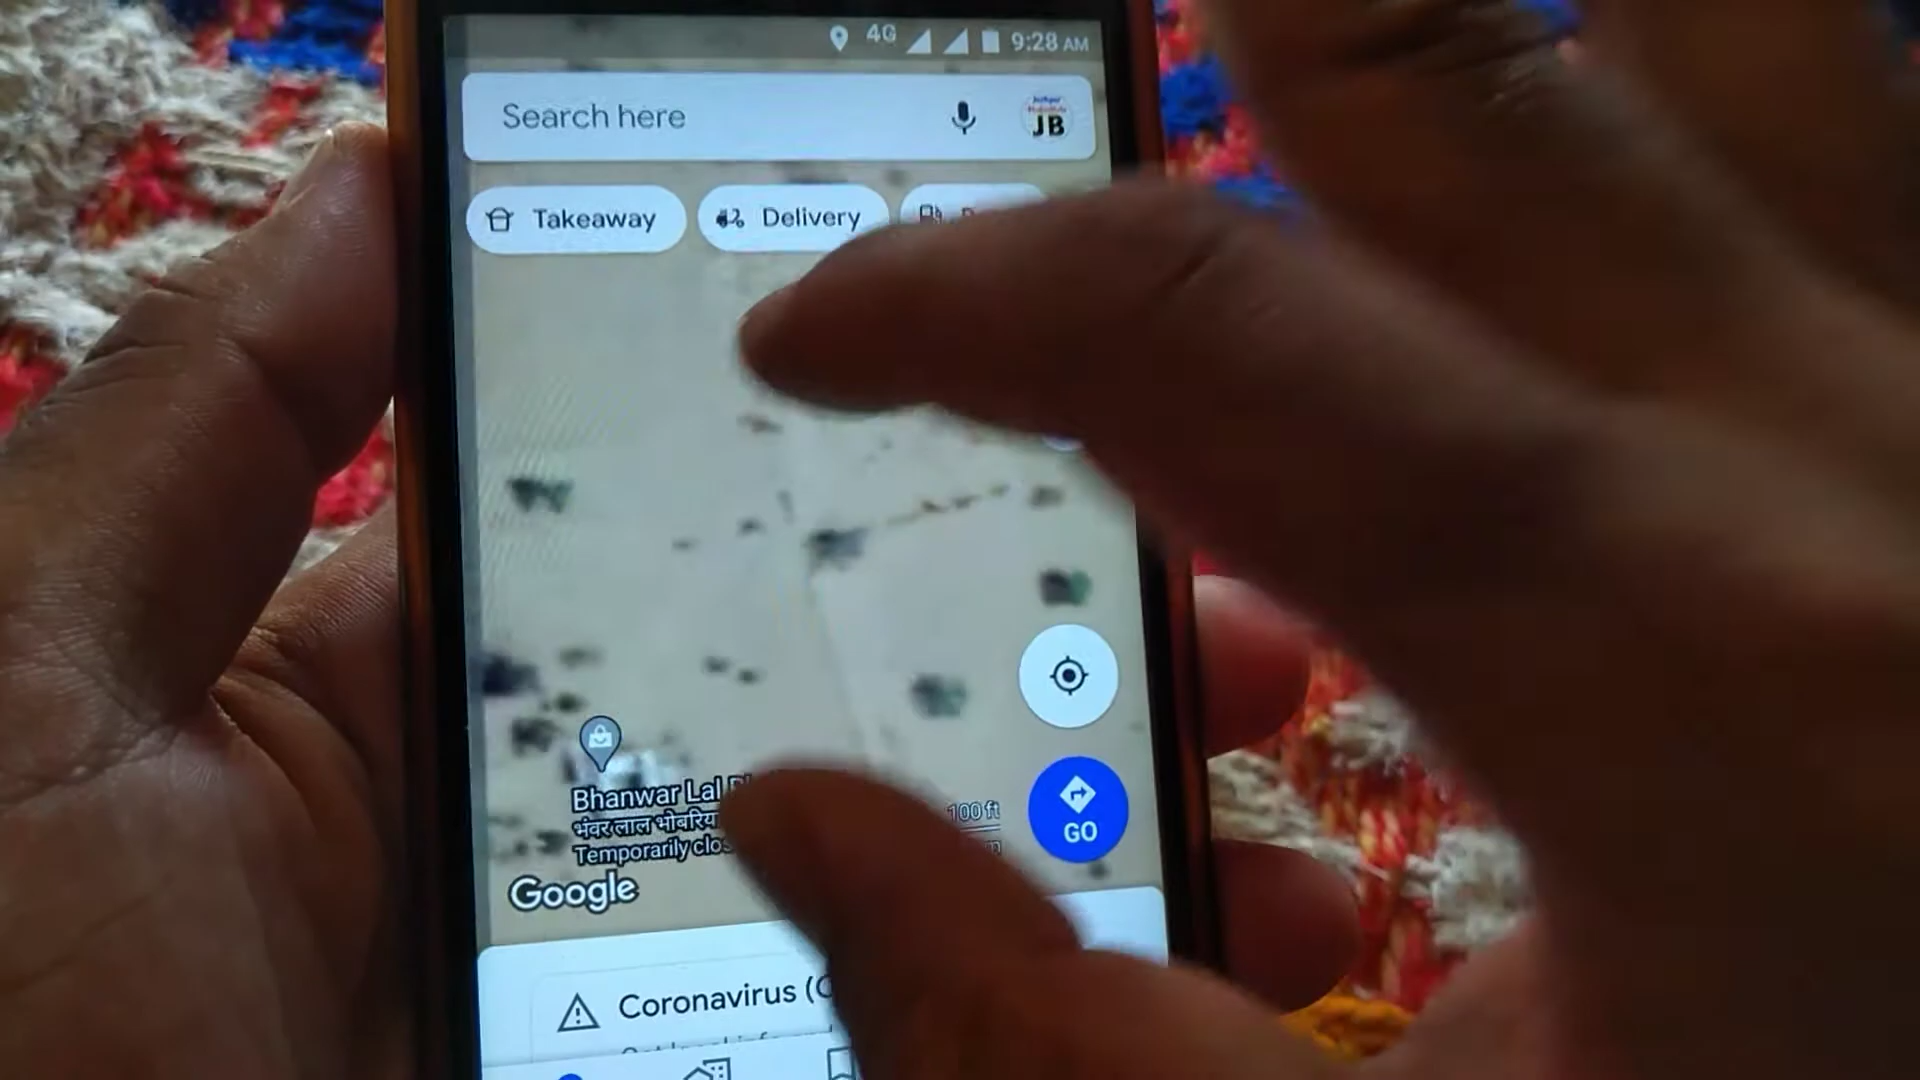 4G 9:28 AM
Search here
JB
Takeaway
Delivery
Bhanwar Lal
भंवर लाल भोबरिय
Temporarily clos
100 ft
GO
Google
Coronavirus (C